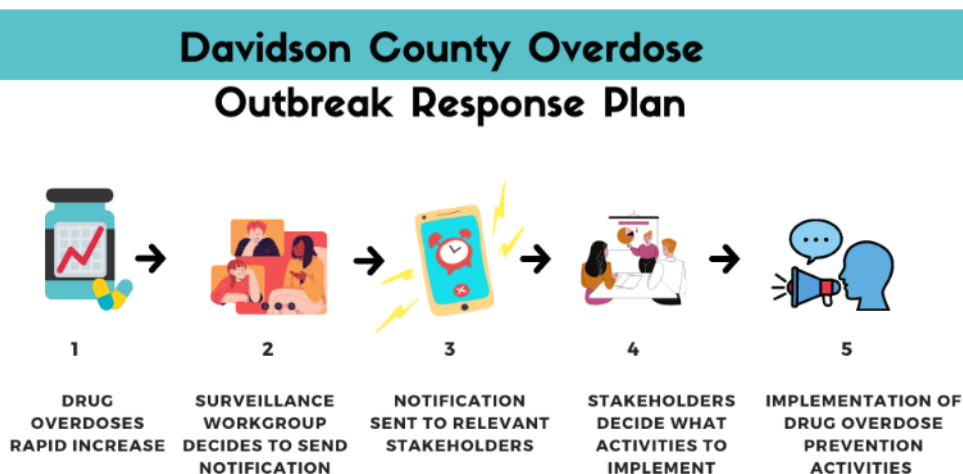 Davidson County Overdose
Outbreak Response Plan
1
2
3
4
5
DRUG
OVERDOSES
RAPID INCREASE
SURVEILLANCE
WORKGROUP
DECIDES TO SEND
NOTIFICATION
NOTIFICATION
SENT TO RELEVANT
STAKEHOLDERS
STAKEHOLDERS
DECIDE WHAT
ACTIVITIES TO
IMPLEMENT
IMPLEMENTATION OF
DRUG OVERDOSE
PREVENTION
ACTIVITIES